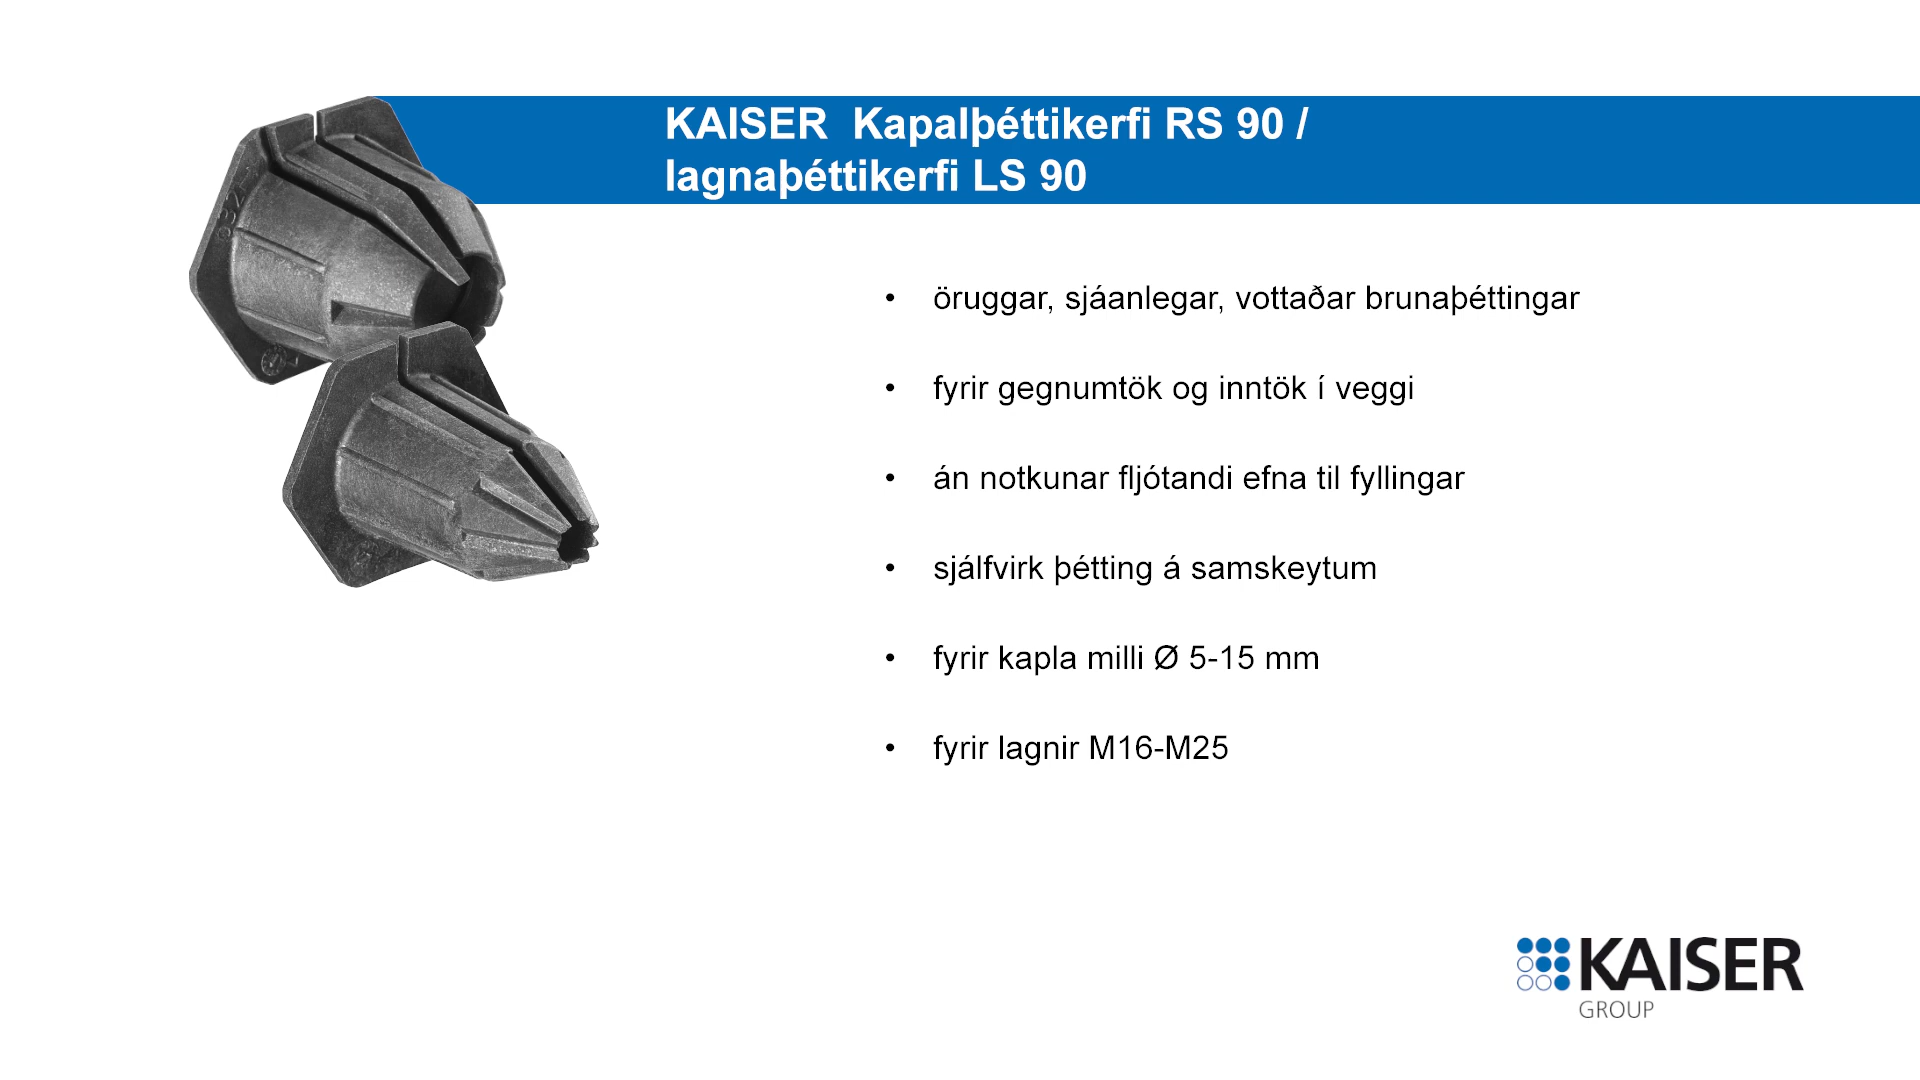 KAISER  Kapalþéttikerfi RS 90 /
lagnaþéttikerfi LS 90
• öruggar, sjáanlegar, vottaðar brunaþéttingar
• fyrir gegnumtök og inntök í veggi
• án notkunar fljótandi efna til fyllingar
• sjálfvirk þétting á samskeytum
• fyrir kapla milli Ø 5-15 mm
• fyrir lagnir M16-M25
KAISER
GROUP